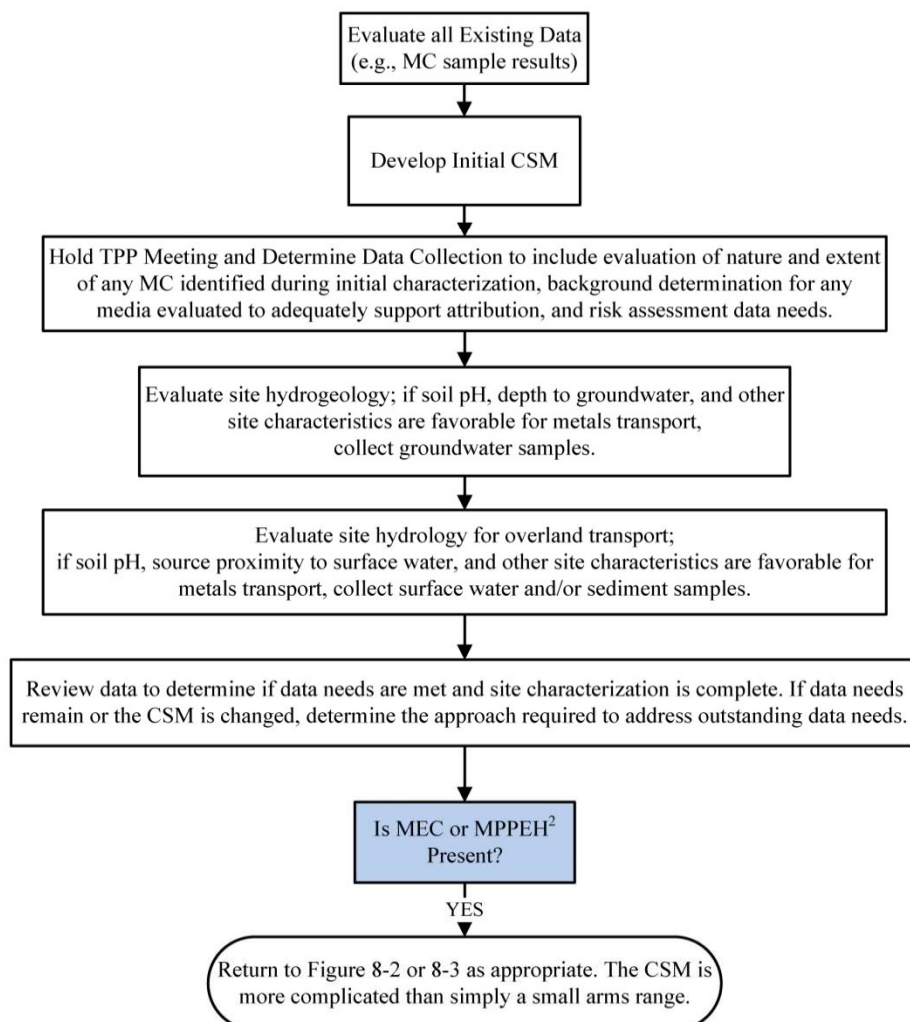 Evaluate all Existing Data
(e.g., MC sample results)
Develop Initial CSM
Hold TPP Meeting and Determine Data Collection to include evaluation of nature and extent
of any MC identified during initial characterization, background determination for any
media evaluated to adequately support attribution, and risk assessment data needs.
Evaluate site hydrogeology; if soil pH, depth to groundwater, and other
site characteristics are favorable for metals transport,
collect groundwater samples.
Evaluate site hydrology for overland transport;
if soil pH, source proximity to surface water, and other site characteristics are favorable for
metals transport, collect surface water and/or sediment samples.
Review data to determine if data needs are met and site characterization is complete. If data needs
remain or the CSM is changed, determine the approach required to address outstanding data needs.
Is MEC or MPPEH²
Present?
YES
Return to Figure 8-2 or 8-3 as appropriate. The CSM is
more complicated than simply a small arms range.